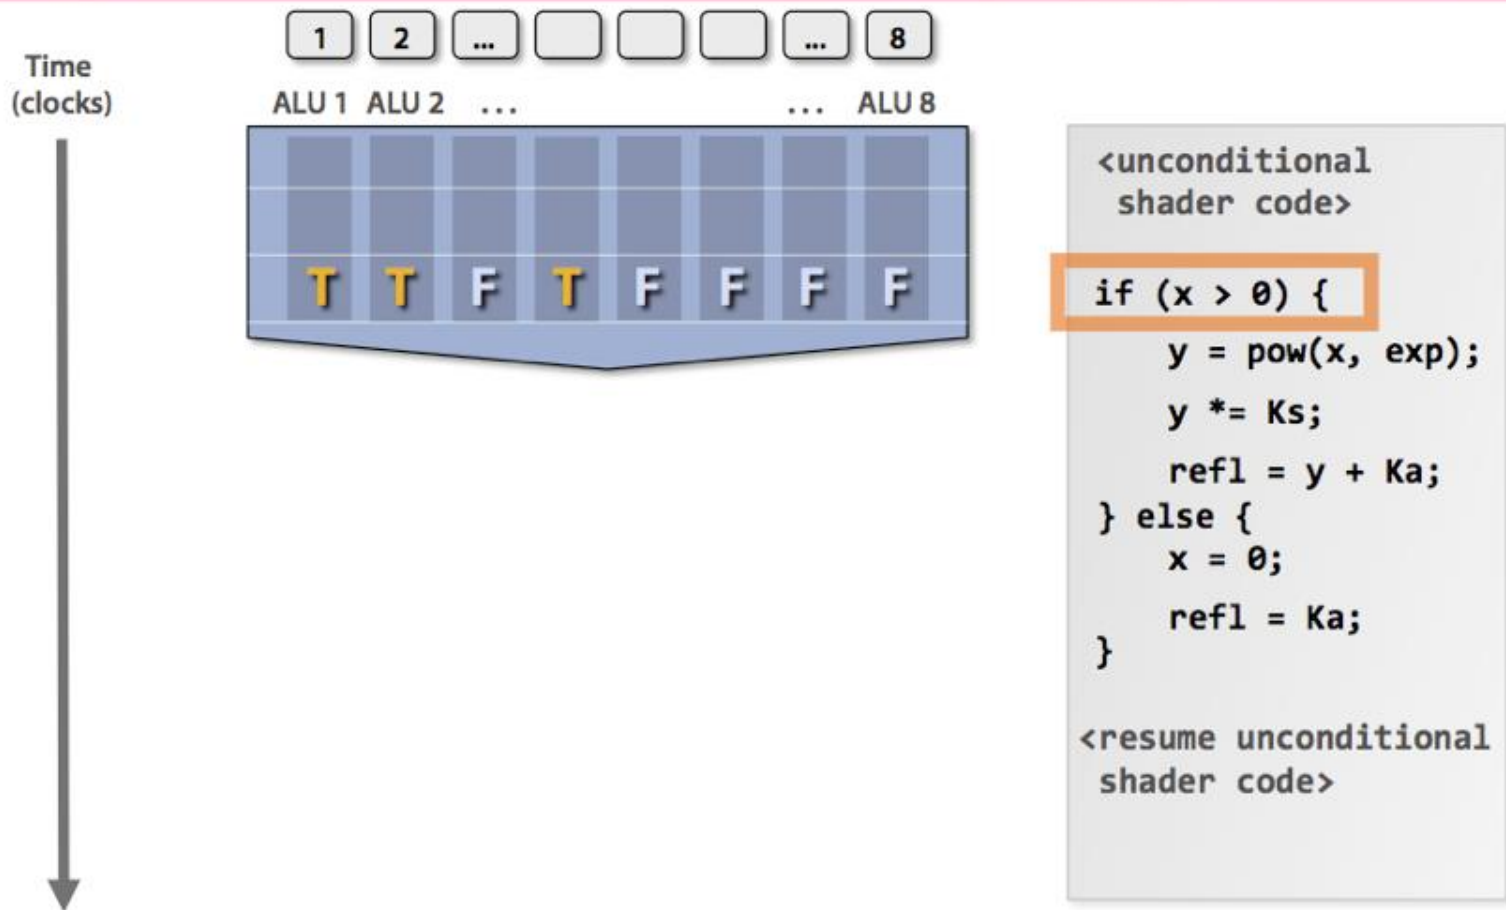 1 2 ... ... 8
Time
(clocks)
ALU 1 ALU 2 ... ... ALU 8
T T F T F F F F
<unconditional
shader code>
if (x > 0) {
y = pow(x, exp);
y *= Ks;
refl = y + Ka;
} else {
x = 0;
refl = Ka;
}
<resume unconditional
shader code>